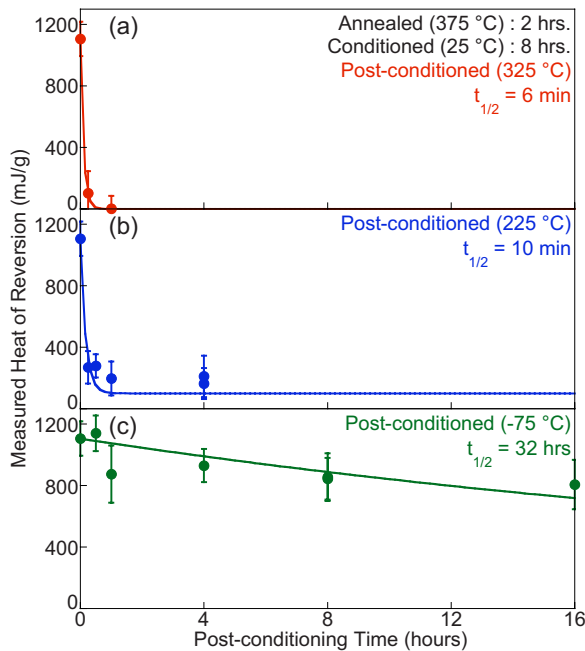 (a)
Annealed (375 °C) : 2 hrs.
Conditioned (25 °C) : 8 hrs.
Post-conditioned (325 °C)
t1/2 = 6 min
1200
800
400
0
(b)
Post-conditioned (225 °C)
t1/2 = 10 min
1200
800
400
0
(c)
Post-conditioned (-75 °C)
t1/2 = 32 hrs
1200
800
400
0
Measured Heat of Reversion (mJ/g)
0 4 8 12 16
Post-conditioning Time (hours)